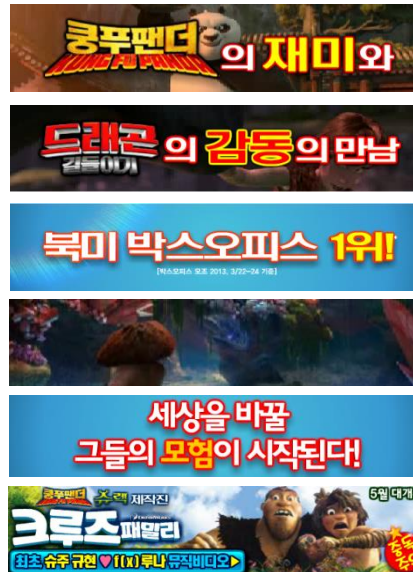 쿵푸팬더의 재미와
KUNG FU PANDA
드래곤 길들이기의 감동의 만남
북미 박스오피스 1위!
[박스오피스 모조 2013. 3/22~24 기준]
세상을 바꿀
그들의 모험이 시작된다!
쿵푸팬더 슈렉 제작진
5월 대개
크루즈 패밀리
최초 슈주 규현 ♥ f(x) 루나 뮤직비디오▶